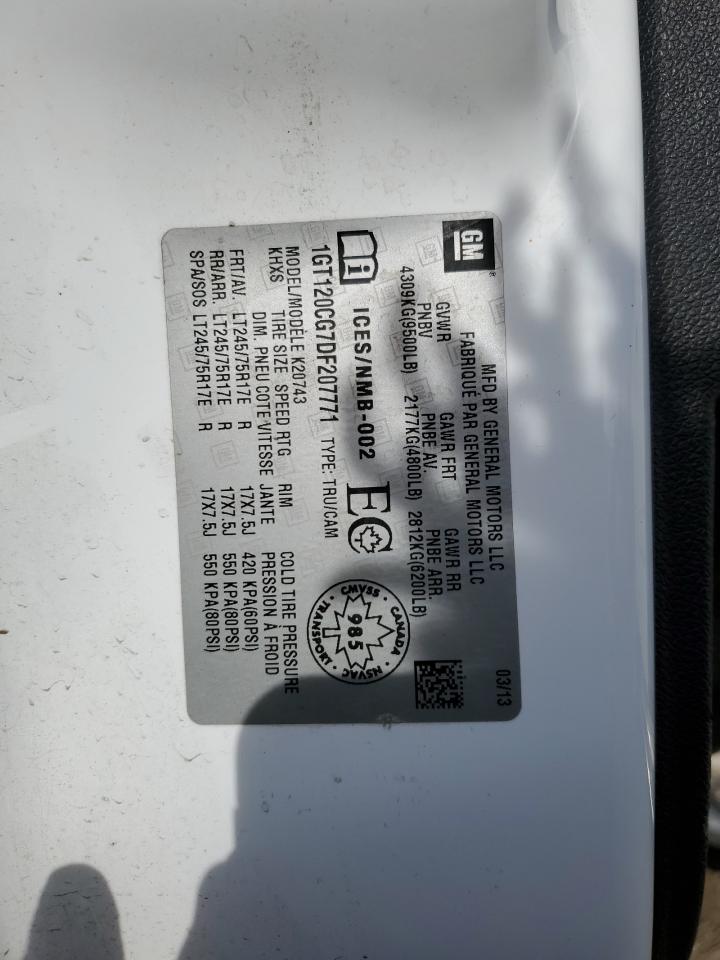 GM®
MFD BY GENERAL MOTORS LLC 03/13
FABRIQUÉ PAR GENERAL MOTORS LLC
GVWR GAWR FRT GAWR RR
PNBV PNBE AV. PNBE ARR.
4309KG(9500LB) 2177KG(4800LB) 2812KG(6200LB)
ICES/NMB-002 EC
CANADA · NSVAC · TRANSPORT · CMVSS ·
985
1GT120CG7DF207771 TYPE: TRU/CAM
MODEL/MODÈLE K20743
KHXS TIRE SIZE SPEED RTG RIM COLD TIRE PRESSURE
DIM. PNEU COTE VITESSE JANTE PRESSION À FROID
FRT/AV. LT245/75R17E R 17X7.5J 420 KPA(60PSI)
RR/ARR. LT245/75R17E R 17X7.5J 550 KPA(80PSI)
SPA/SOS LT245/75R17E R 17X7.5J 550 KPA(80PSI)